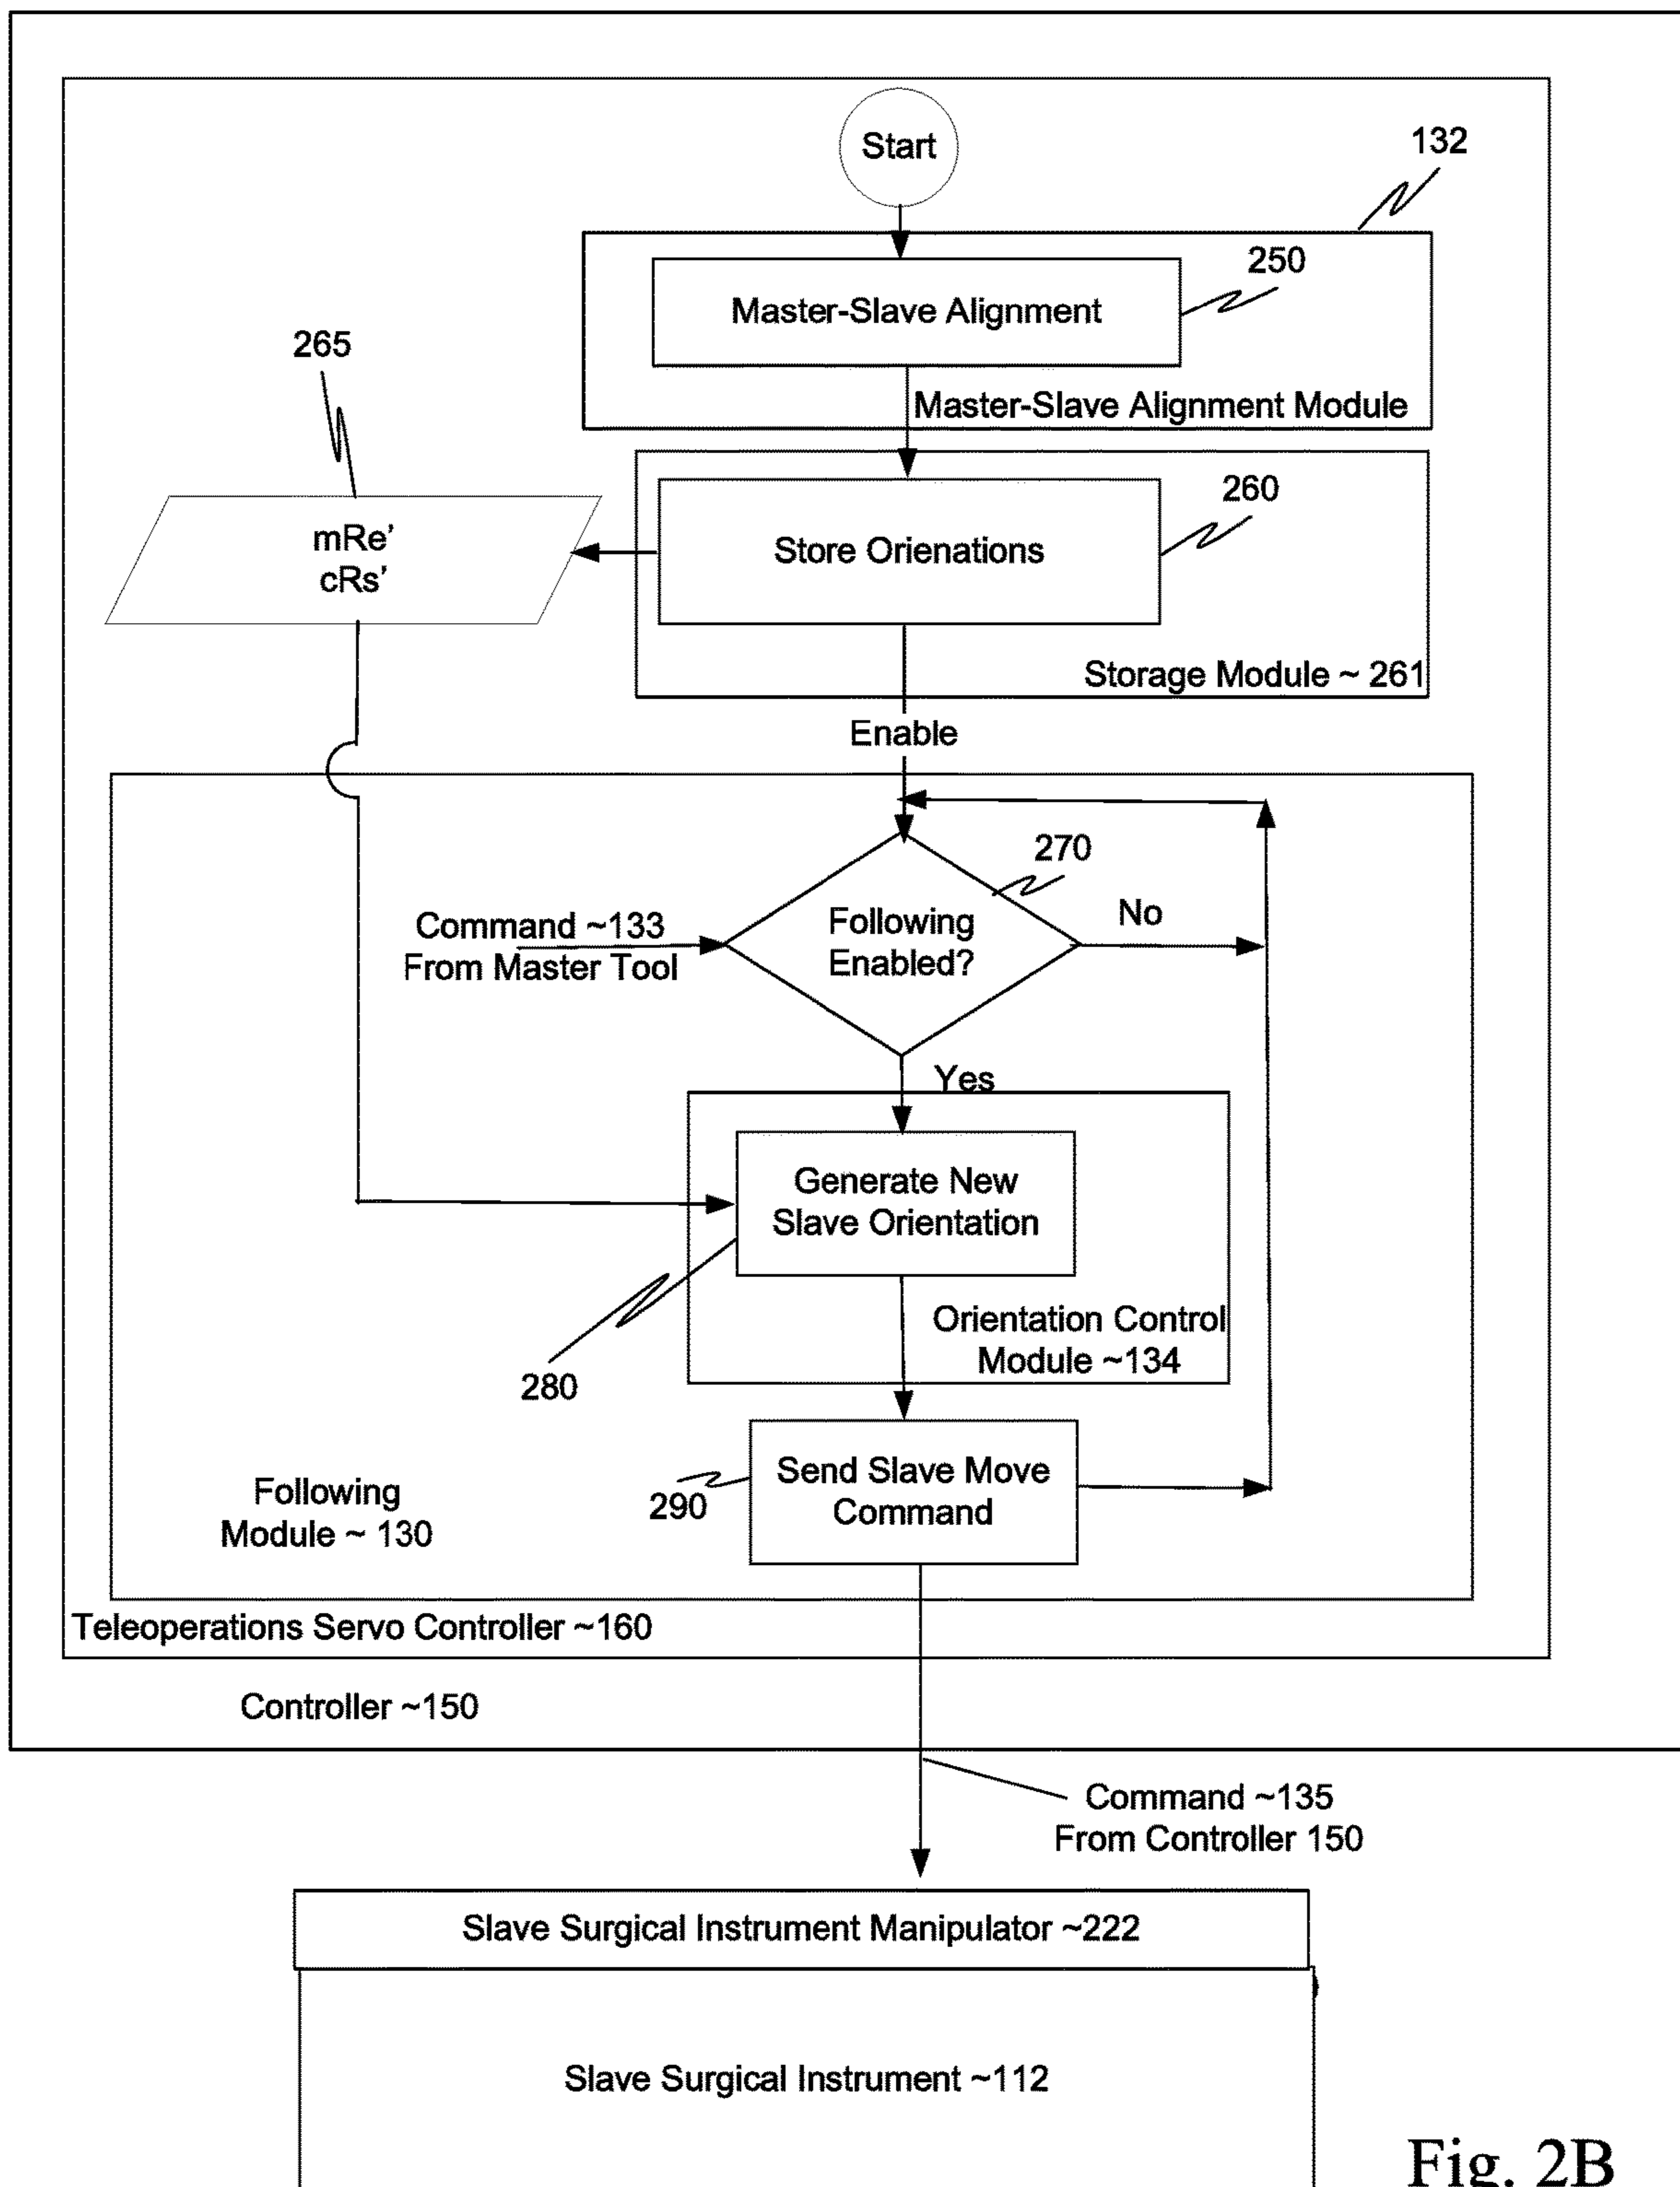 Start
132
250
Master-Slave Alignment
265
Master-Slave Alignment Module
260
mRe'
cRs'
Store Orienations
Storage Module ~ 261
Enable
270
Command ~133
From Master Tool
Following
Enabled?
No
Yes
Generate New
Slave Orientation
Orientation Control
Module ~134
280
Send Slave Move
Command
290
Following
Module ~ 130
Teleoperations Servo Controller ~160
Controller ~150
Command ~135
From Controller 150
Slave Surgical Instrument Manipulator ~222
Slave Surgical Instrument ~112
Fig. 2B